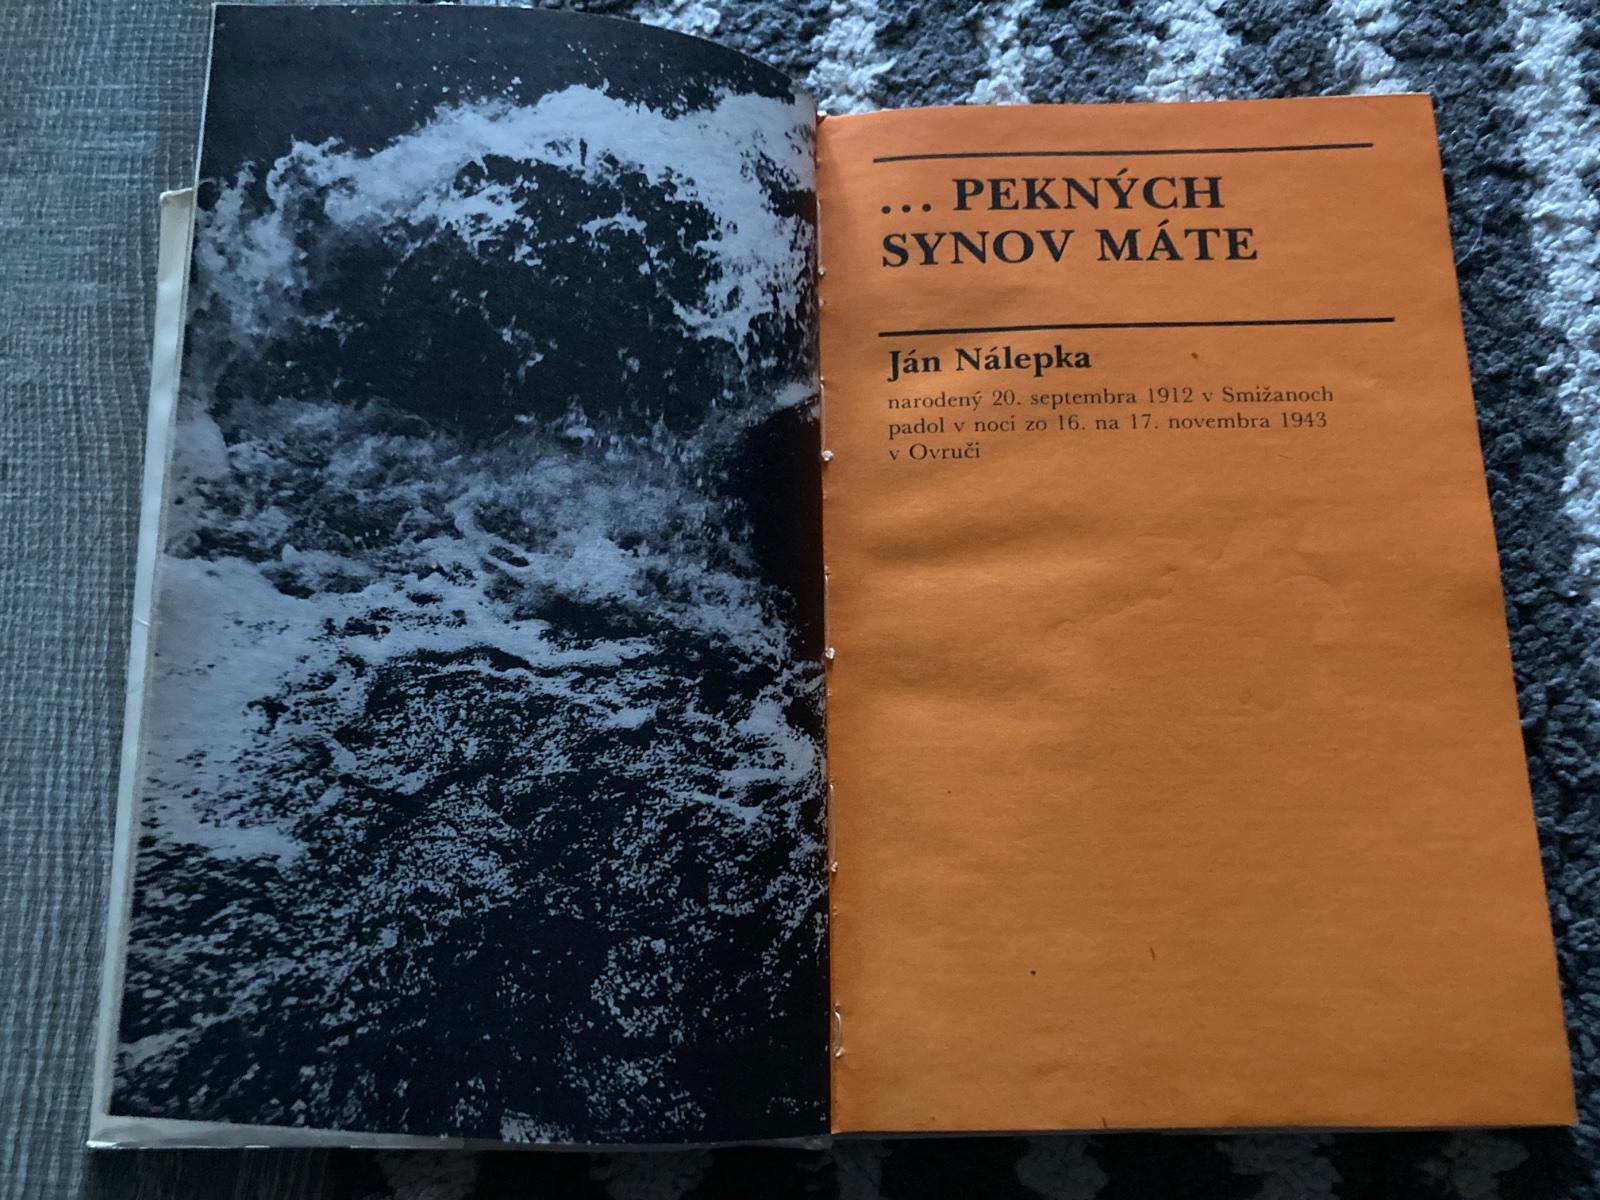 ... PEKNÝCH
SYNOV MÁTE
Ján Nálepka
narodený 20. septembra 1912 v Smižanoch
padol v noci zo 16. na 17. novembra 1943
v Ovruči